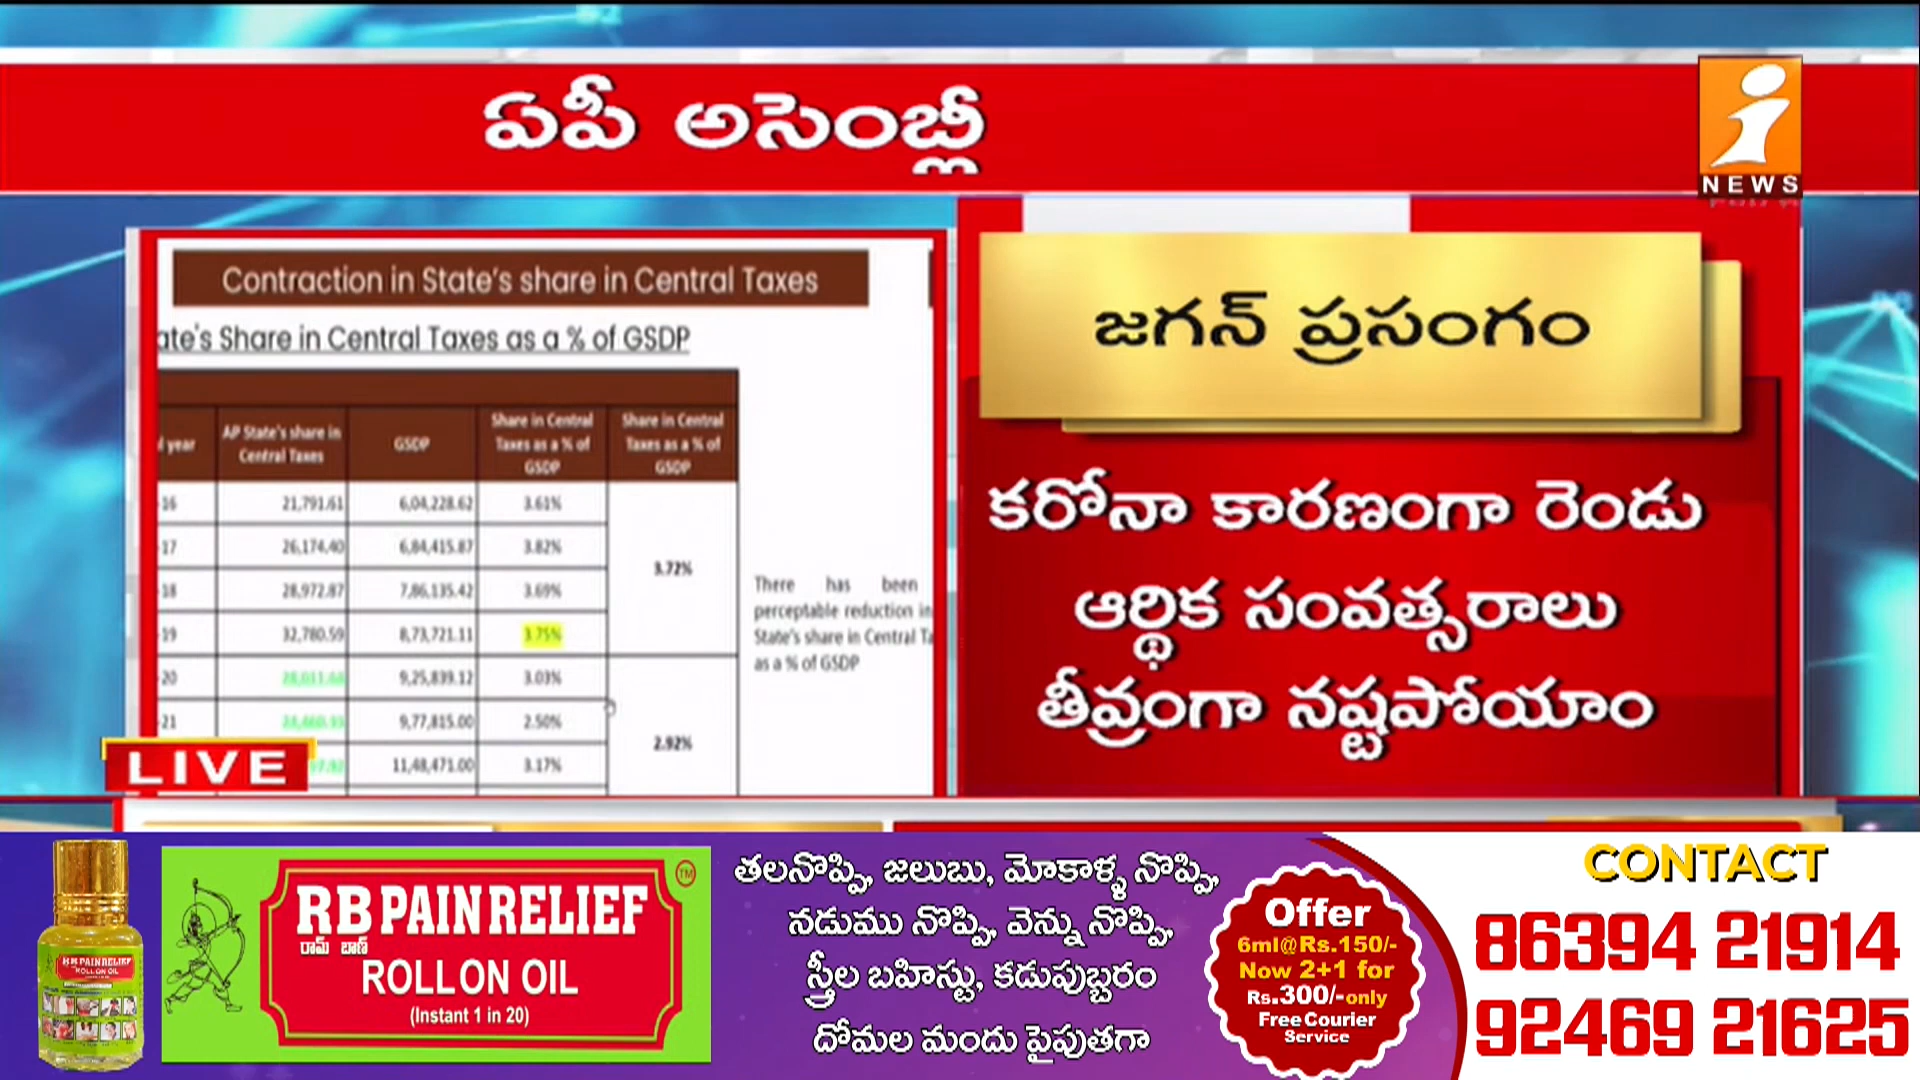 ఏపీ అసెంబ్లీ
i
NEWS
Contraction in State's share in Central Taxes
ate's Share in Central Taxes as a % of GSDP
l year
AP State's share in Central Taxes
GSDP
Share in Central Taxes as a % of GSDP
Share in Central Taxes as a % of GSDP
16 21,791.61 6,04,228.62 3.61%
17 26,174.40 6,84,415.87 3.82%
3.72%
18 28,972.87 7,86,135.42 3.69%
19 32,780.59 8,73,721.11 3.75%
20 9,25,839.12 3.03%
21 9,77,815.00 2.50%
2.92%
11,48,471.00 3.17%
There has been
perceptable reduction in
State's share in Central Ta
as a % of GSDP
LIVE
జగన్ ప్రసంగం
కరోనా కారణంగా రెండు
ఆర్థిక సంవత్సరాలు
తీవ్రంగా నష్టపోయాం
RB PAIN RELIEF
TM
రామ్ బాణ్
ROLL ON OIL
(Instant 1 in 20)
RB PAIN RELIEF
ROLL ON OIL
తలనొప్పి, జలుబు, మోకాళ్ళ నొప్పి,
నడుము నొప్పి, వెన్ను నొప్పి,
స్త్రీల బహిస్టు, కడుపుబ్బరం
దోమల మందు పైపుతగా
Offer
6ml@Rs.150/-
Now 2+1 for
Rs.300/-only
Free Courier
Service
CONTACT
86394 21914
92469 21625